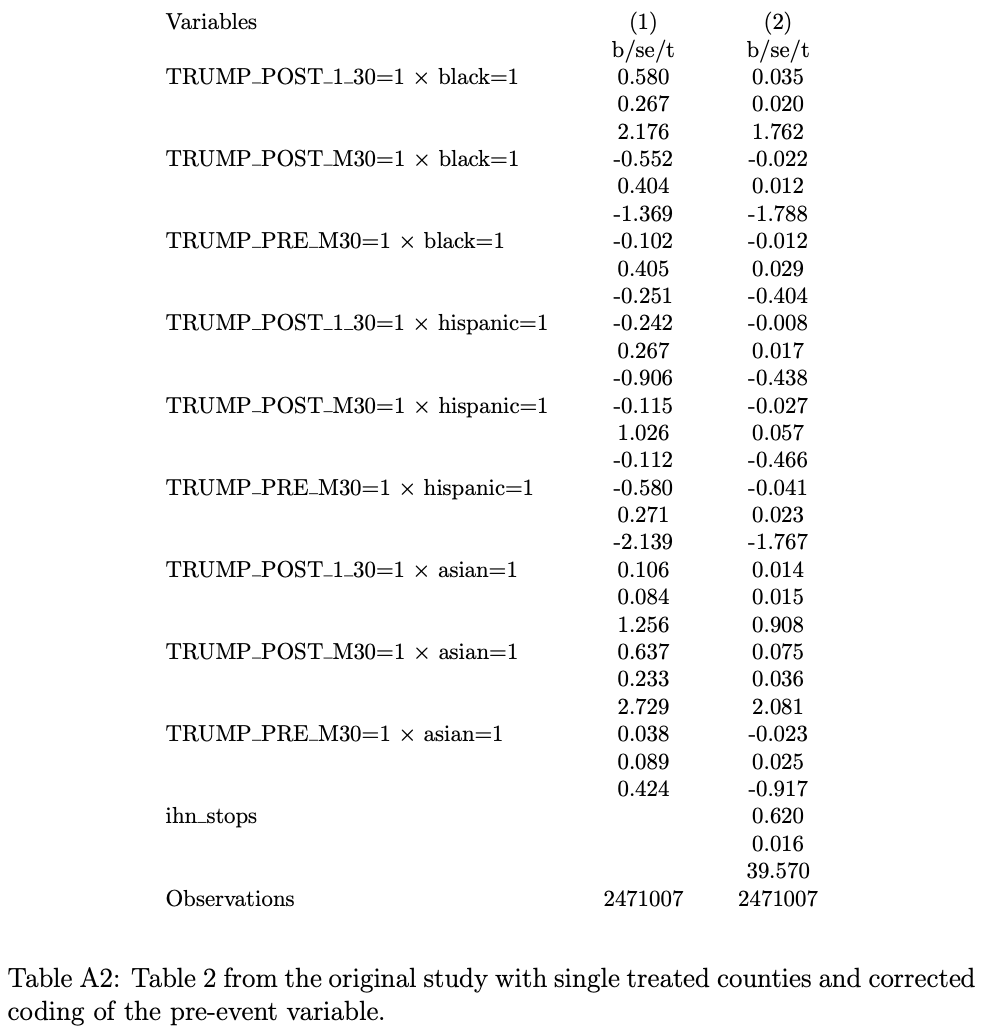 Variables (1) (2)
b/se/t b/se/t
TRUMP_POST_1_30=1 × black=1 0.580 0.035
0.267 0.020
2.176 1.762
TRUMP_POST_M30=1 × black=1 -0.552 -0.022
0.404 0.012
-1.369 -1.788
TRUMP_PRE_M30=1 × black=1 -0.102 -0.012
0.405 0.029
-0.251 -0.404
TRUMP_POST_1_30=1 × hispanic=1 -0.242 -0.008
0.267 0.017
-0.906 -0.438
TRUMP_POST_M30=1 × hispanic=1 -0.115 -0.027
1.026 0.057
-0.112 -0.466
TRUMP_PRE_M30=1 × hispanic=1 -0.580 -0.041
0.271 0.023
-2.139 -1.767
TRUMP_POST_1_30=1 × asian=1 0.106 0.014
0.084 0.015
1.256 0.908
TRUMP_POST_M30=1 × asian=1 0.637 0.075
0.233 0.036
2.729 2.081
TRUMP_PRE_M30=1 × asian=1 0.038 -0.023
0.089 0.025
0.424 -0.917
ihn_stops 0.620
0.016
39.570
Observations 2471007 2471007
Table A2: Table 2 from the original study with single treated counties and corrected
coding of the pre-event variable.